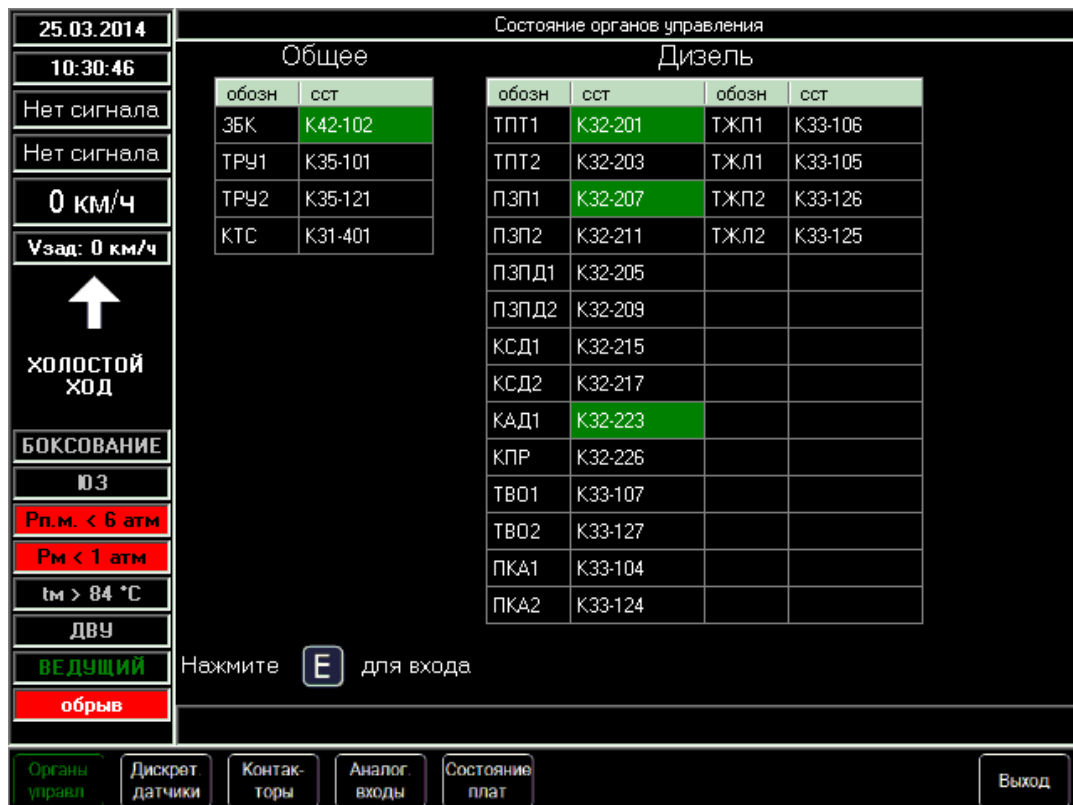 25.03.2014
10:30:46
Нет сигнала
Нет сигнала
0 км/ч
Vзад: 0 км/ч
ХОЛОСТОЙ
ХОД
БОКСОВАНИЕ
ЮЗ
Рп.м. < 6 атм
Рм < 1 атм
tм > 84 °C
ДВУ
ВЕДУЩИЙ
обрыв
Состояние органов управления
Общее
обозн сст
ЗБК К42-102
ТРУ1 К35-101
ТРУ2 К35-121
КТС К31-401
Дизель
обозн сст обозн сст
ТПТ1 К32-201 ТЖП1 К33-106
ТПТ2 К32-203 ТЖЛ1 К33-105
ПЗП1 К32-207 ТЖП2 К33-126
ПЗП2 К32-211 ТЖЛ2 К33-125
ПЗПД1 К32-205
ПЗПД2 К32-209
КСД1 К32-215
КСД2 К32-217
КАД1 К32-223
КПР К32-226
ТВО1 К33-107
ТВО2 К33-127
ПКА1 К33-104
ПКА2 К33-124
Нажмите E для входа
Органы
управл
Дискрет.
датчики
Контак-
торы
Аналог.
входы
Состояние
плат
Выход